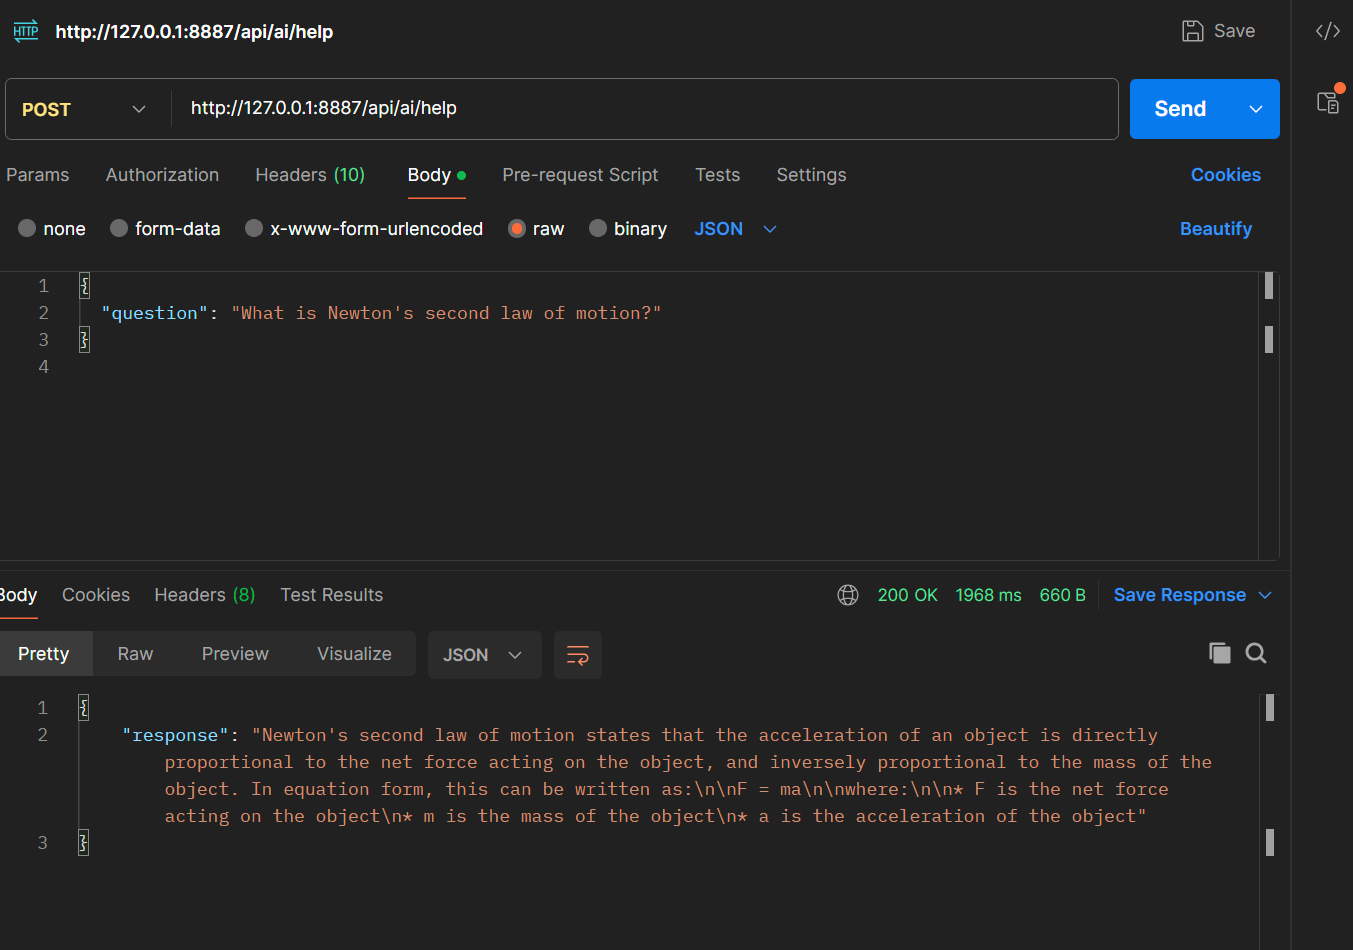 HTTP http://127.0.0.1:8887/api/ai/help Save </>
POST http://127.0.0.1:8887/api/ai/help Send
Params Authorization Headers (10) Body Pre-request Script Tests Settings Cookies
none form-data x-www-form-urlencoded raw binary JSON Beautify
1 {
2 "question": "What is Newton's second law of motion?"
3 }
4
Body Cookies Headers (8) Test Results 200 OK 1968 ms 660 B Save Response
Pretty Raw Preview Visualize JSON
1 {
2 "response": "Newton's second law of motion states that the acceleration of an object is directly
proportional to the net force acting on the object, and inversely proportional to the mass of the
object. In equation form, this can be written as:\n\nF = ma\n\nwhere:\n\n* F is the net force
acting on the object\n* m is the mass of the object\n* a is the acceleration of the object"
3 }